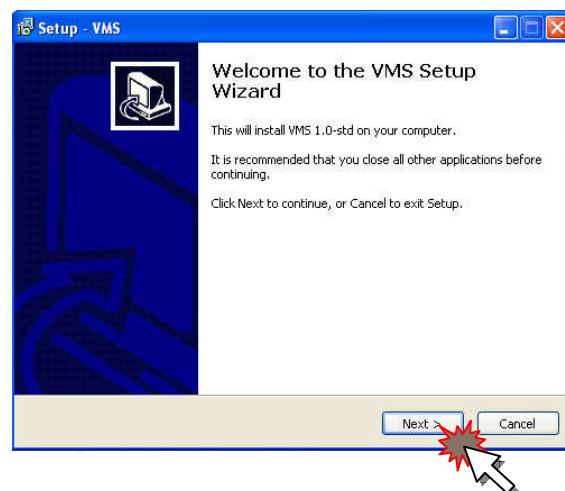 Setup - VMS
Welcome to the VMS Setup
Wizard
This will install VMS 1.0-std on your computer.
It is recommended that you close all other applications before
continuing.
Click Next to continue, or Cancel to exit Setup.
Next >
Cancel